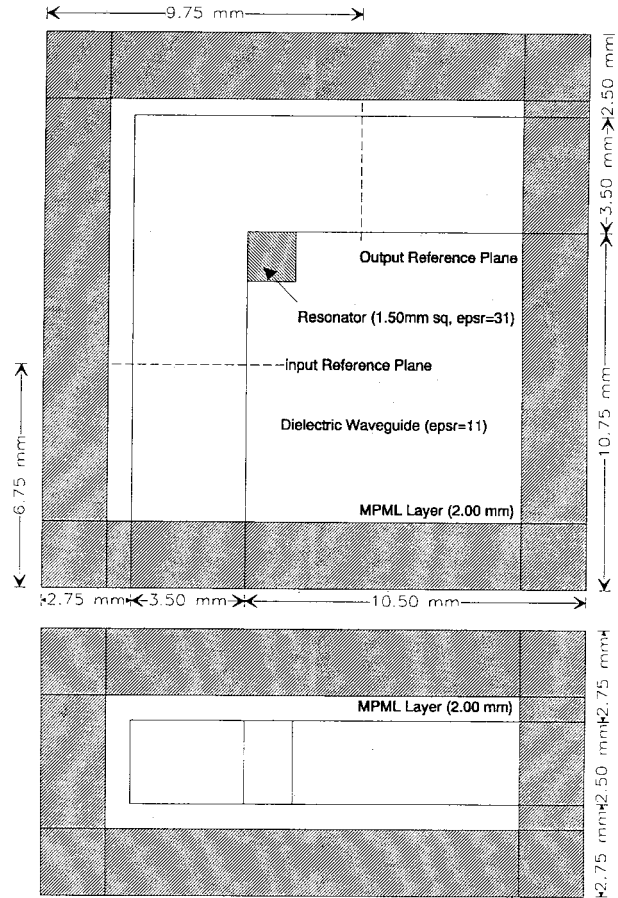 9.75 mm
2.50 mm
3.50 mm
Output Reference Plane
Resonator (1.50mm sq, epsr=31)
input Reference Plane
Dielectric Waveguide (epsr=11)
10.75 mm
6.75 mm
MPML Layer (2.00 mm)
2.75 mm
3.50 mm
10.50 mm
MPML Layer (2.00 mm)
2.75 mm
2.50 mm
2.75 mm